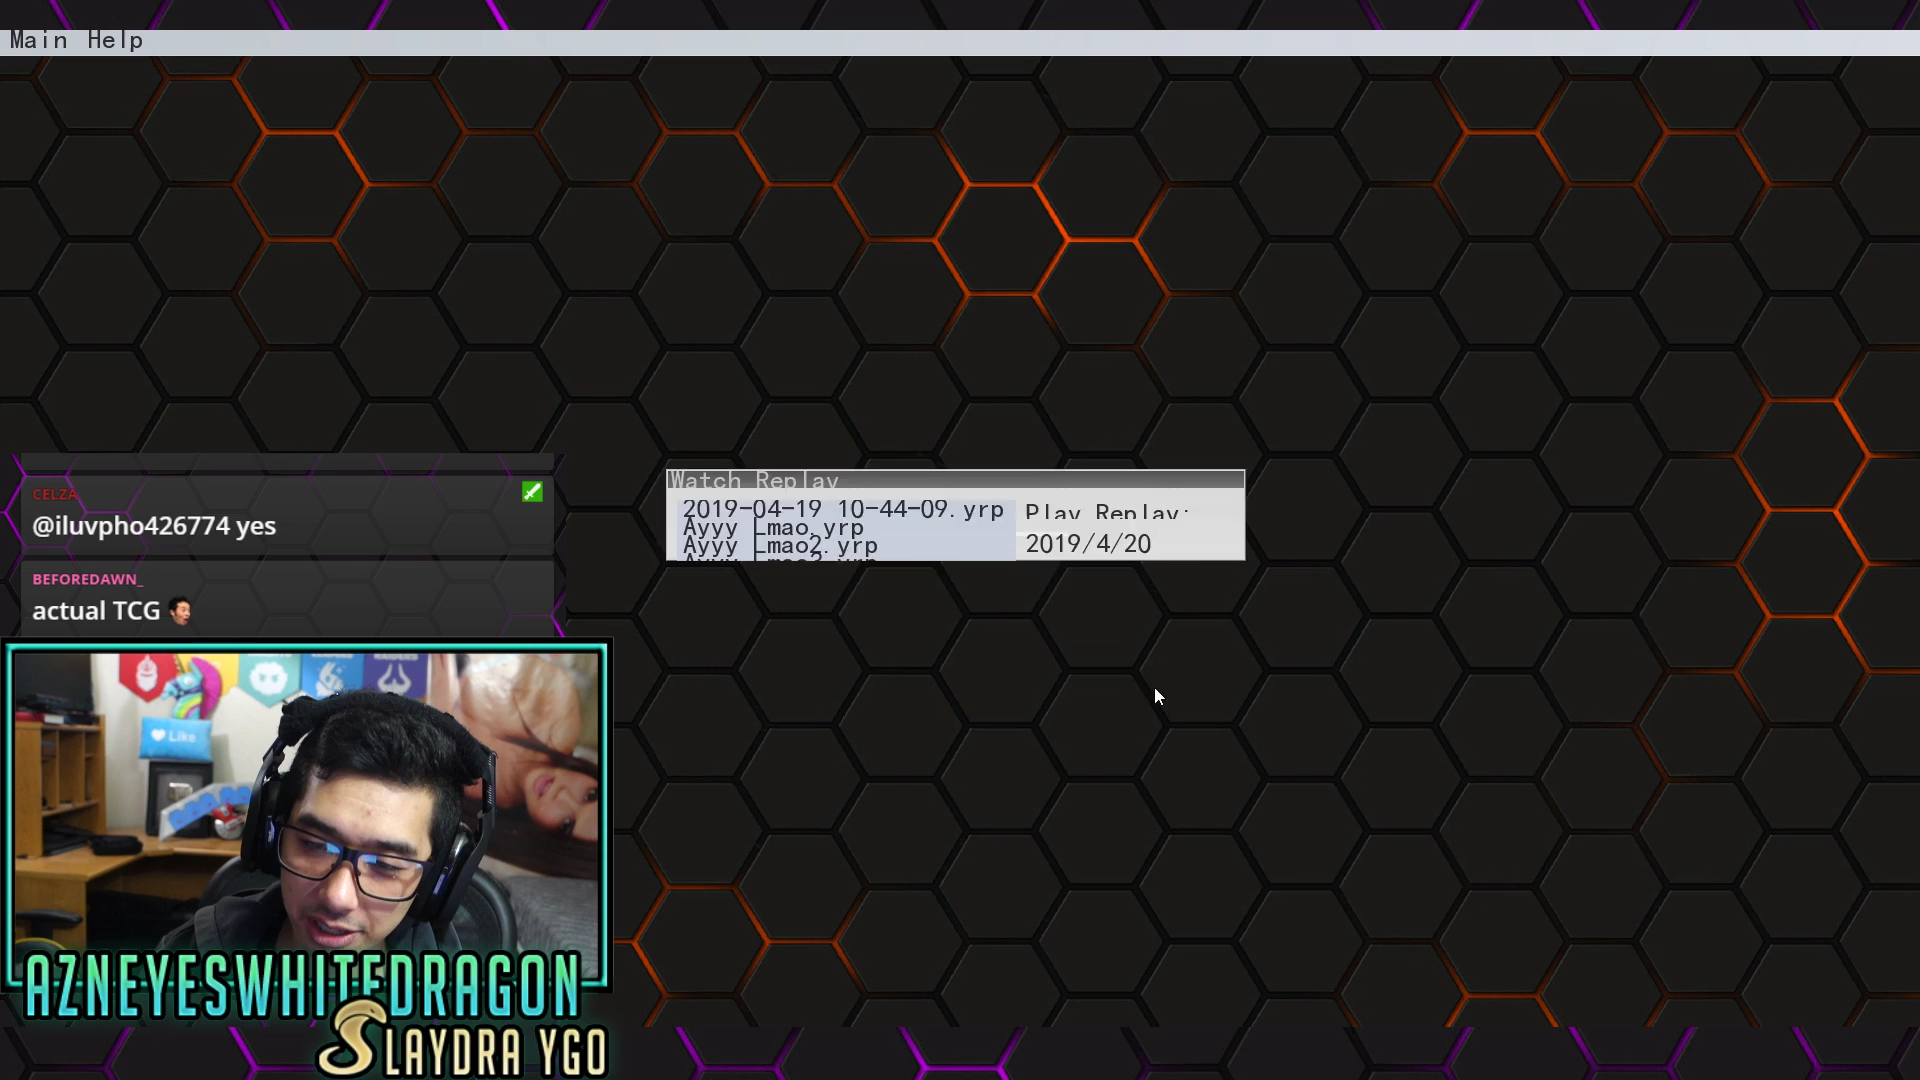 Main Help
Watch Replay
2019-04-19 10-44-09.yrp
Ayyy Lmao.yrp
Ayyy Lmao2.yrp
Play Replay:
2019/4/20
CELZA
@iluvpho426774 yes
BEFOREDAWN_
actual TCG
Like
AZNEYESWHITEDRAGON
SLAYDRA YGO